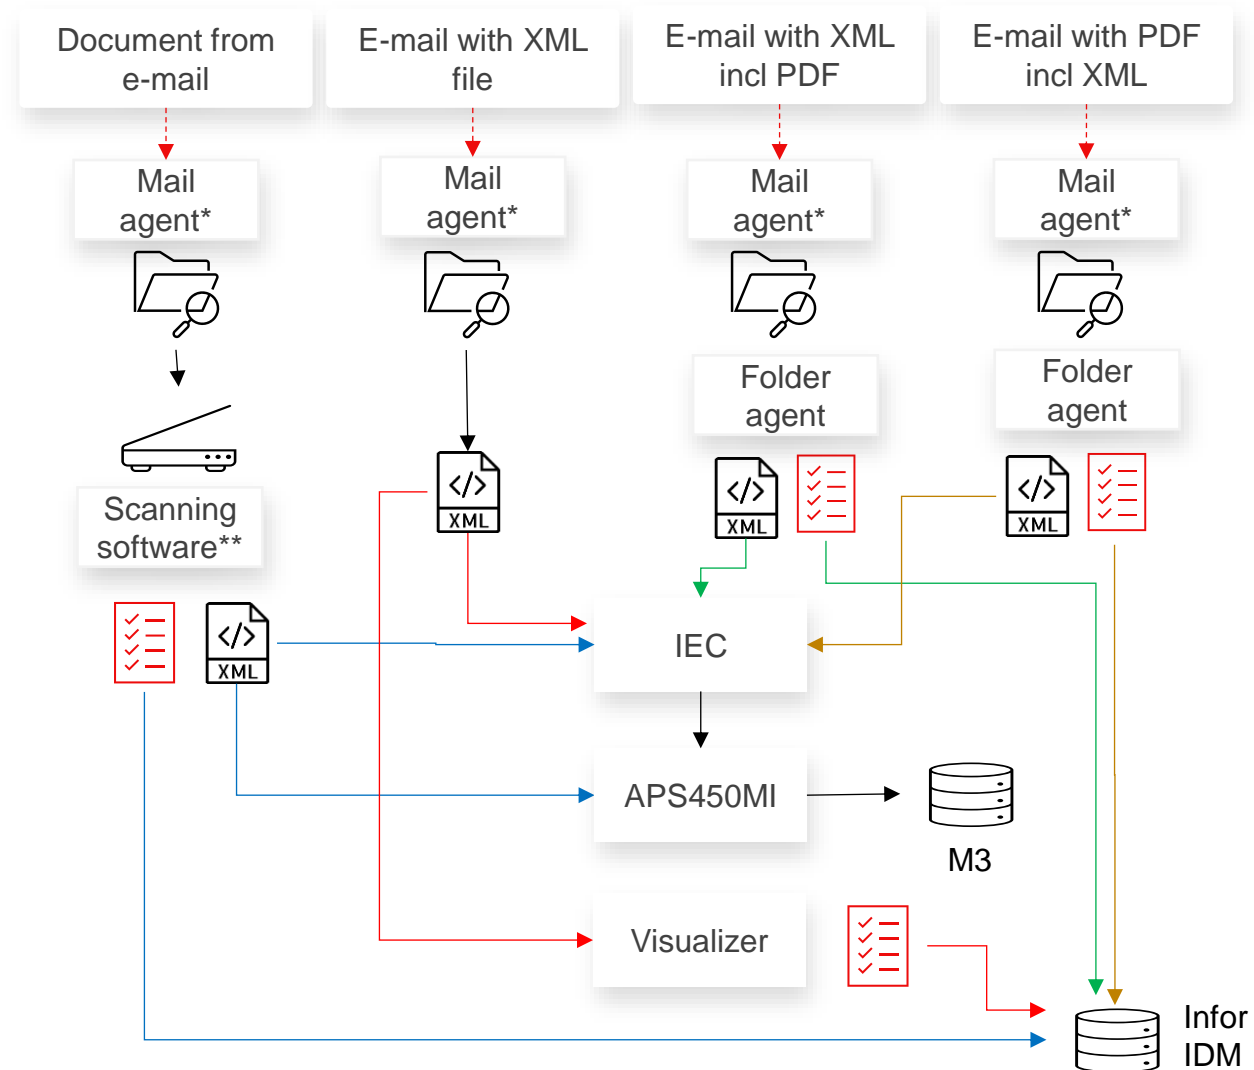 Document from
e-mail
E-mail with XML
file
E-mail with XML
incl PDF
E-mail with PDF
incl XML
Mail
agent*
Mail
agent*
Mail
agent*
Mail
agent*
Folder
agent
Folder
agent
</>
XML
</>
XML
</>
XML
Scanning
software**
</>
XML
IEC
APS450MI
M3
Visualizer
Infor
IDM